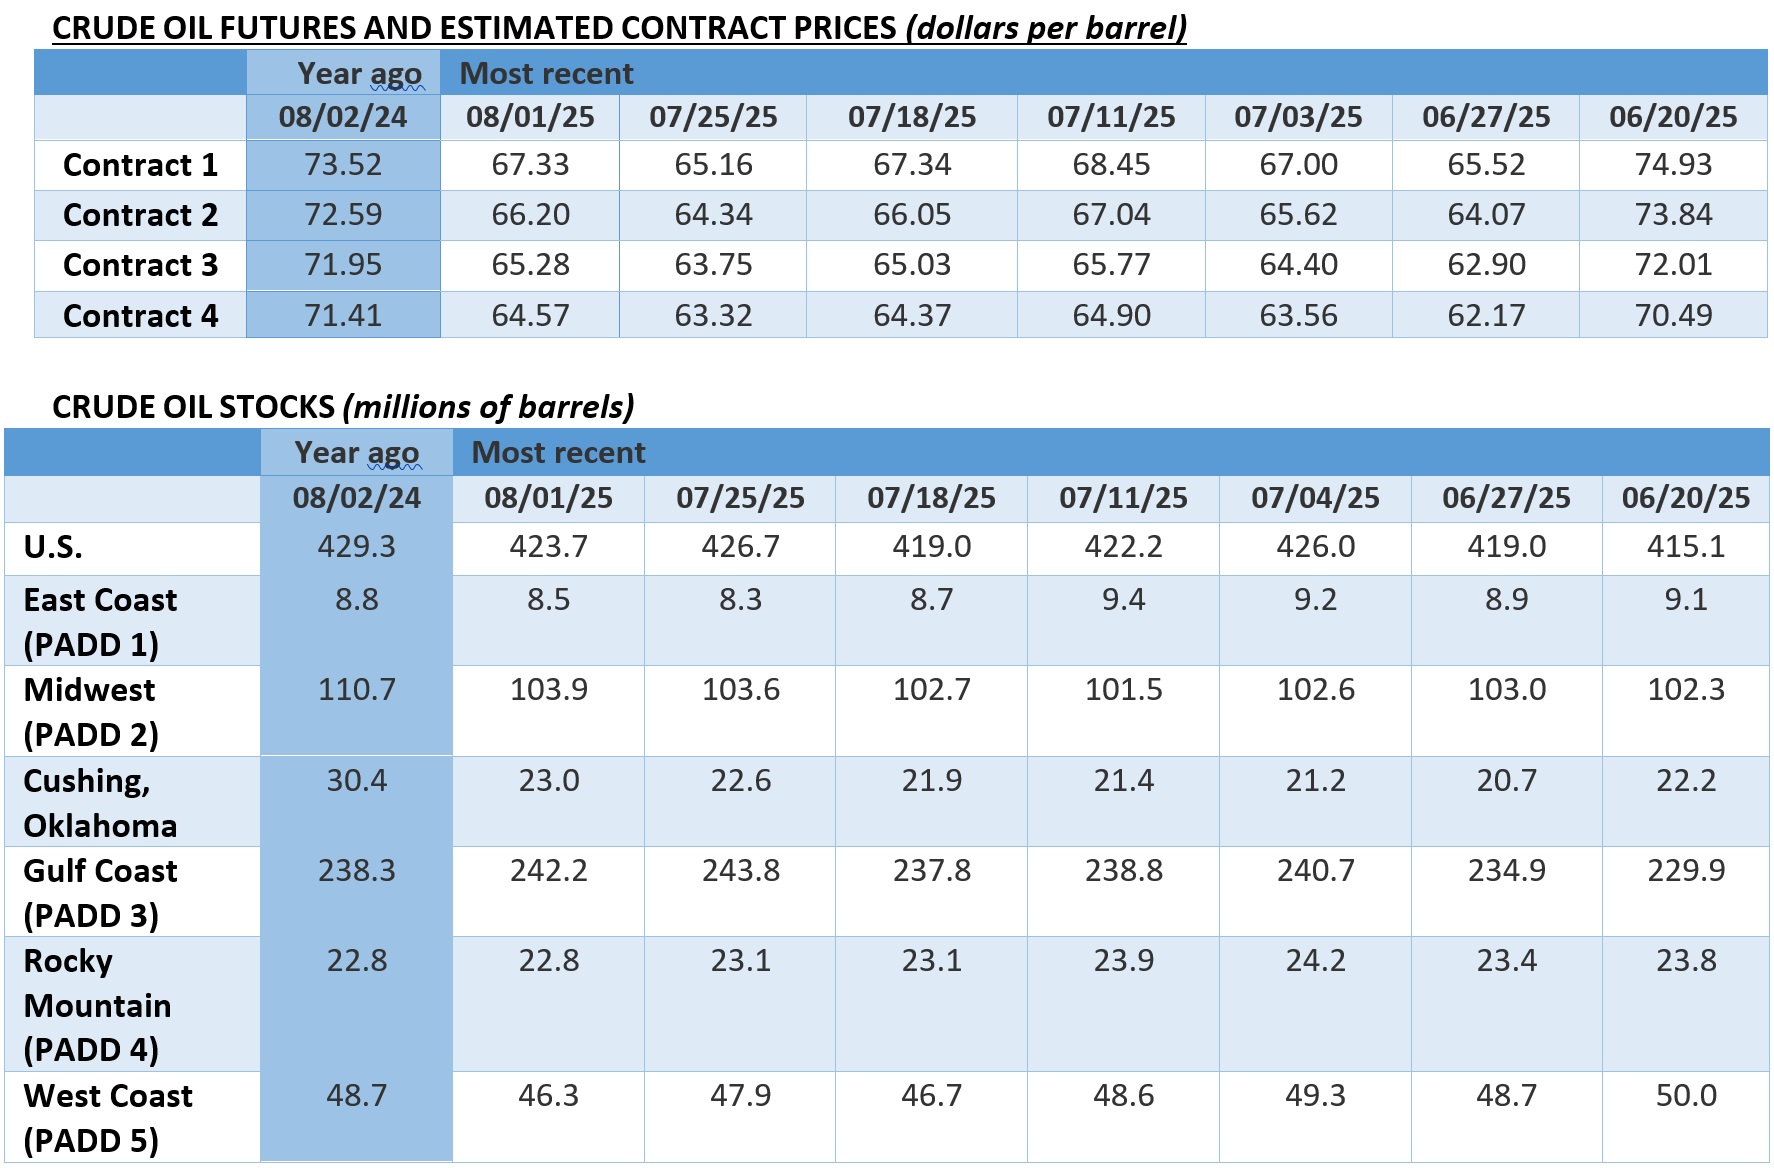 CRUDE OIL FUTURES AND ESTIMATED CONTRACT PRICES (dollars per barrel)
Year ago Most recent
08/02/24 08/01/25 07/25/25 07/18/25 07/11/25 07/03/25 06/27/25 06/20/25
Contract 1 73.52 67.33 65.16 67.34 68.45 67.00 65.52 74.93
Contract 2 72.59 66.20 64.34 66.05 67.04 65.62 64.07 73.84
Contract 3 71.95 65.28 63.75 65.03 65.77 64.40 62.90 72.01
Contract 4 71.41 64.57 63.32 64.37 64.90 63.56 62.17 70.49
CRUDE OIL STOCKS (millions of barrels)
Year ago Most recent
08/02/24 08/01/25 07/25/25 07/18/25 07/11/25 07/04/25 06/27/25 06/20/25
U.S. 429.3 423.7 426.7 419.0 422.2 426.0 419.0 415.1
East Coast 8.8 8.5 8.3 8.7 9.4 9.2 8.9 9.1
(PADD 1)
Midwest 110.7 103.9 103.6 102.7 101.5 102.6 103.0 102.3
(PADD 2)
Cushing, 30.4 23.0 22.6 21.9 21.4 21.2 20.7 22.2
Oklahoma
Gulf Coast 238.3 242.2 243.8 237.8 238.8 240.7 234.9 229.9
(PADD 3)
Rocky 22.8 22.8 23.1 23.1 23.9 24.2 23.4 23.8
Mountain
(PADD 4)
West Coast 48.7 46.3 47.9 46.7 48.6 49.3 48.7 50.0
(PADD 5)